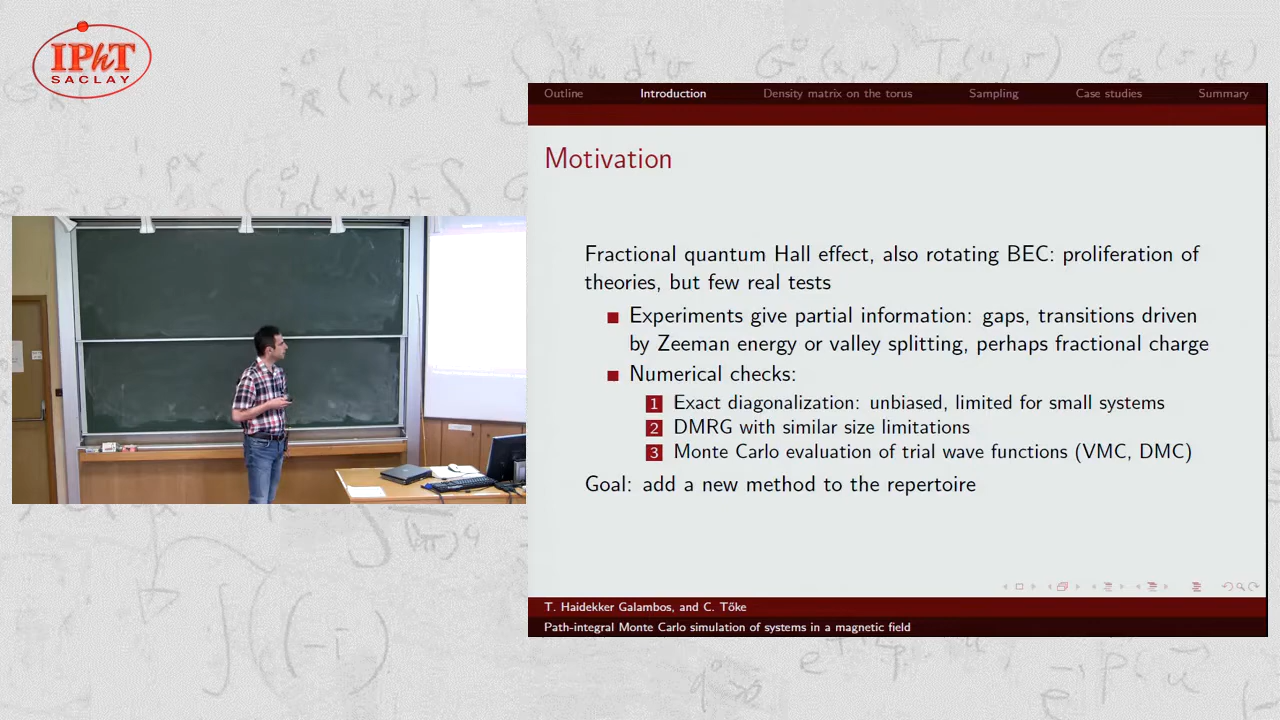 IPhT
SACLAY
Outline Introduction Density matrix on the torus Sampling Case studies Summary
Motivation
Fractional quantum Hall effect, also rotating BEC: proliferation of
theories, but few real tests
Experiments give partial information: gaps, transitions driven
by Zeeman energy or valley splitting, perhaps fractional charge
Numerical checks:
1 Exact diagonalization: unbiased, limited for small systems
2 DMRG with similar size limitations
3 Monte Carlo evaluation of trial wave functions (VMC, DMC)
Goal: add a new method to the repertoire
T. Haidekker Galambos, and C. Tőke
Path-integral Monte Carlo simulation of systems in a magnetic field